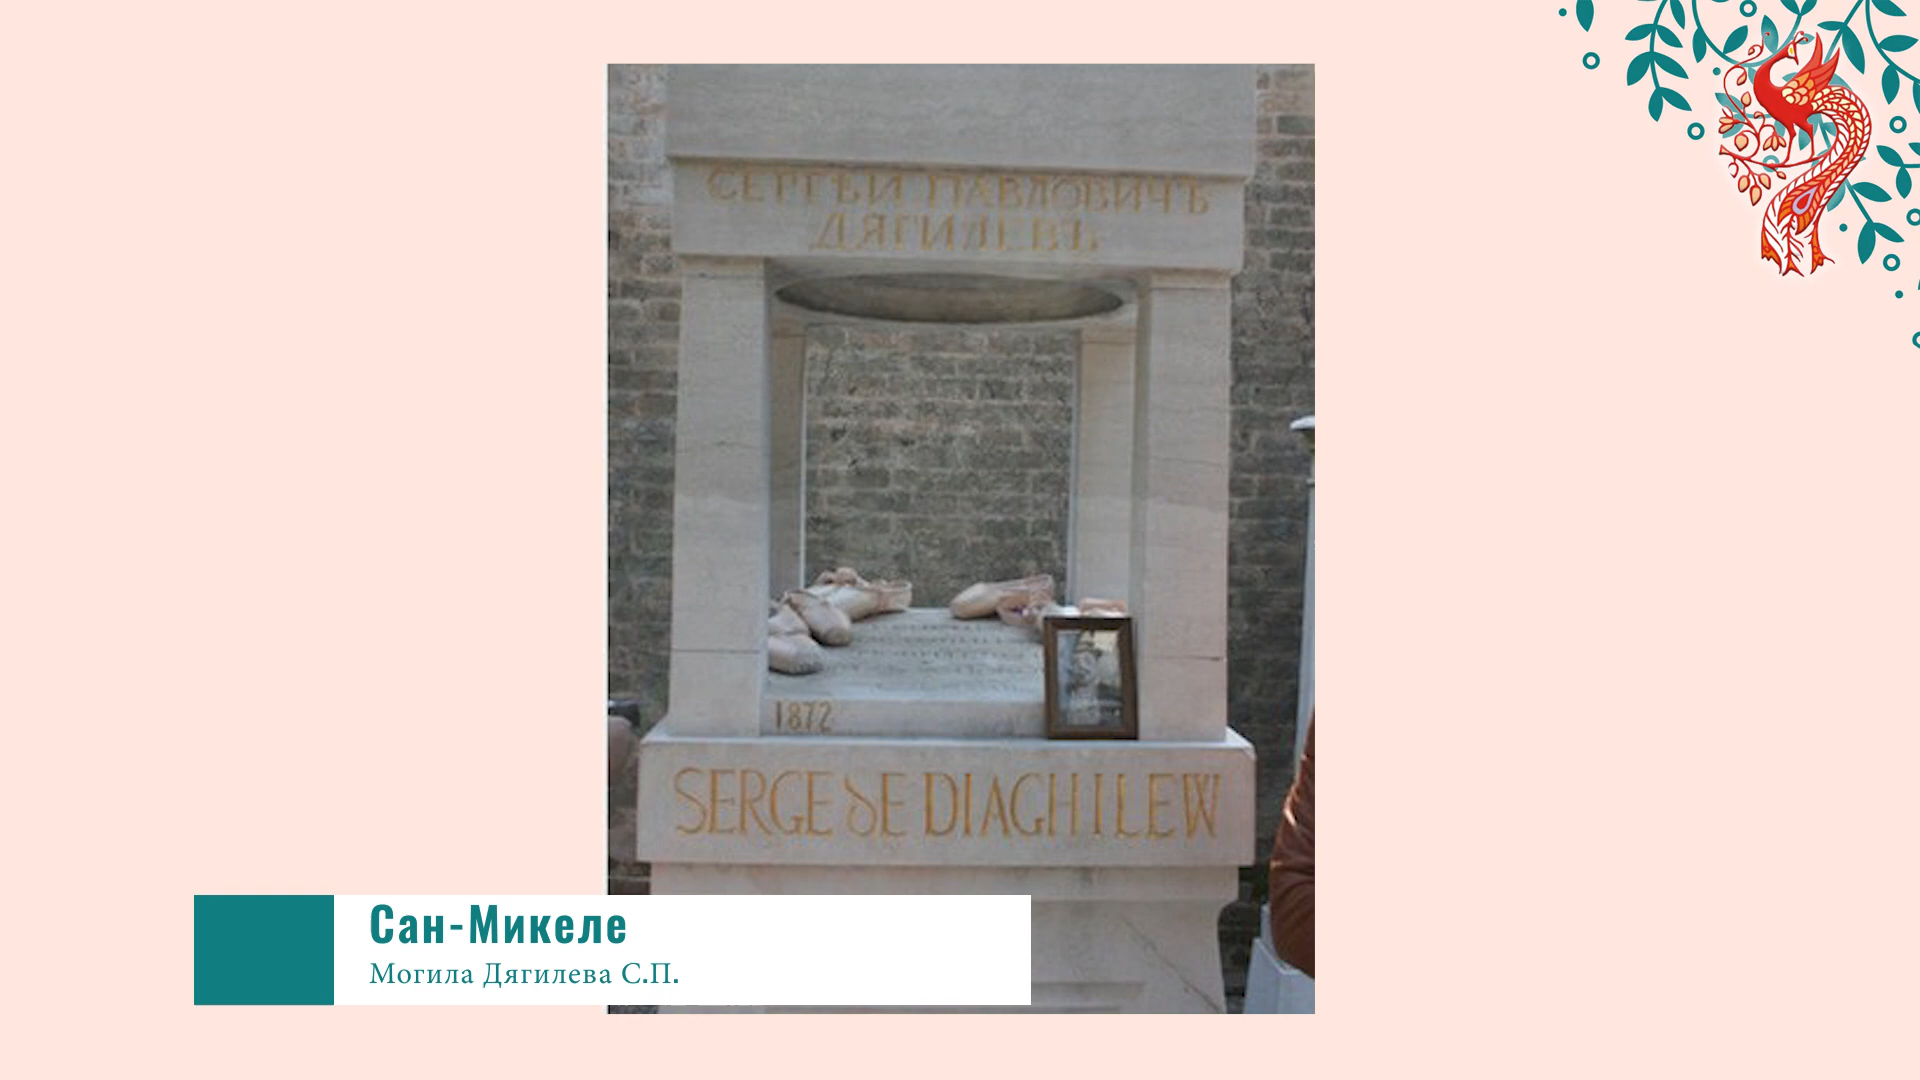 СЕРГѢЙ ПАВЛОВИЧЪ
ДЯГИЛЕВЪ
1872
SERGE DE DIAGHILEW
Сан-Микеле
Могила Дягилева С.П.